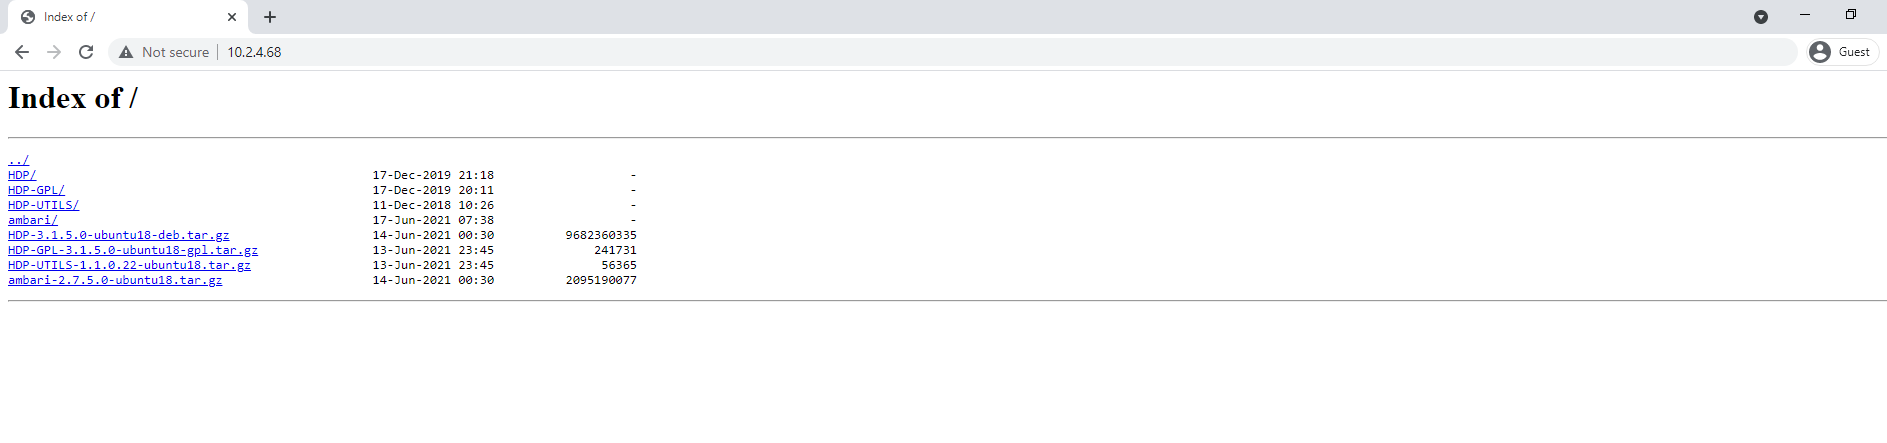 Index of /
Not secure 10.2.4.68 Guest
Index of /
../
HDP/ 17-Dec-2019 21:18 -
HDP-GPL/ 17-Dec-2019 20:11 -
HDP-UTILS/ 11-Dec-2018 10:26 -
ambari/ 17-Jun-2021 07:38 -
HDP-3.1.5.0-ubuntu18-deb.tar.gz 14-Jun-2021 00:30 9682360335
HDP-GPL-3.1.5.0-ubuntu18-gpl.tar.gz 13-Jun-2021 23:45 241731
HDP-UTILS-1.1.0.22-ubuntu18.tar.gz 13-Jun-2021 23:45 56365
ambari-2.7.5.0-ubuntu18.tar.gz 14-Jun-2021 00:30 2095190077